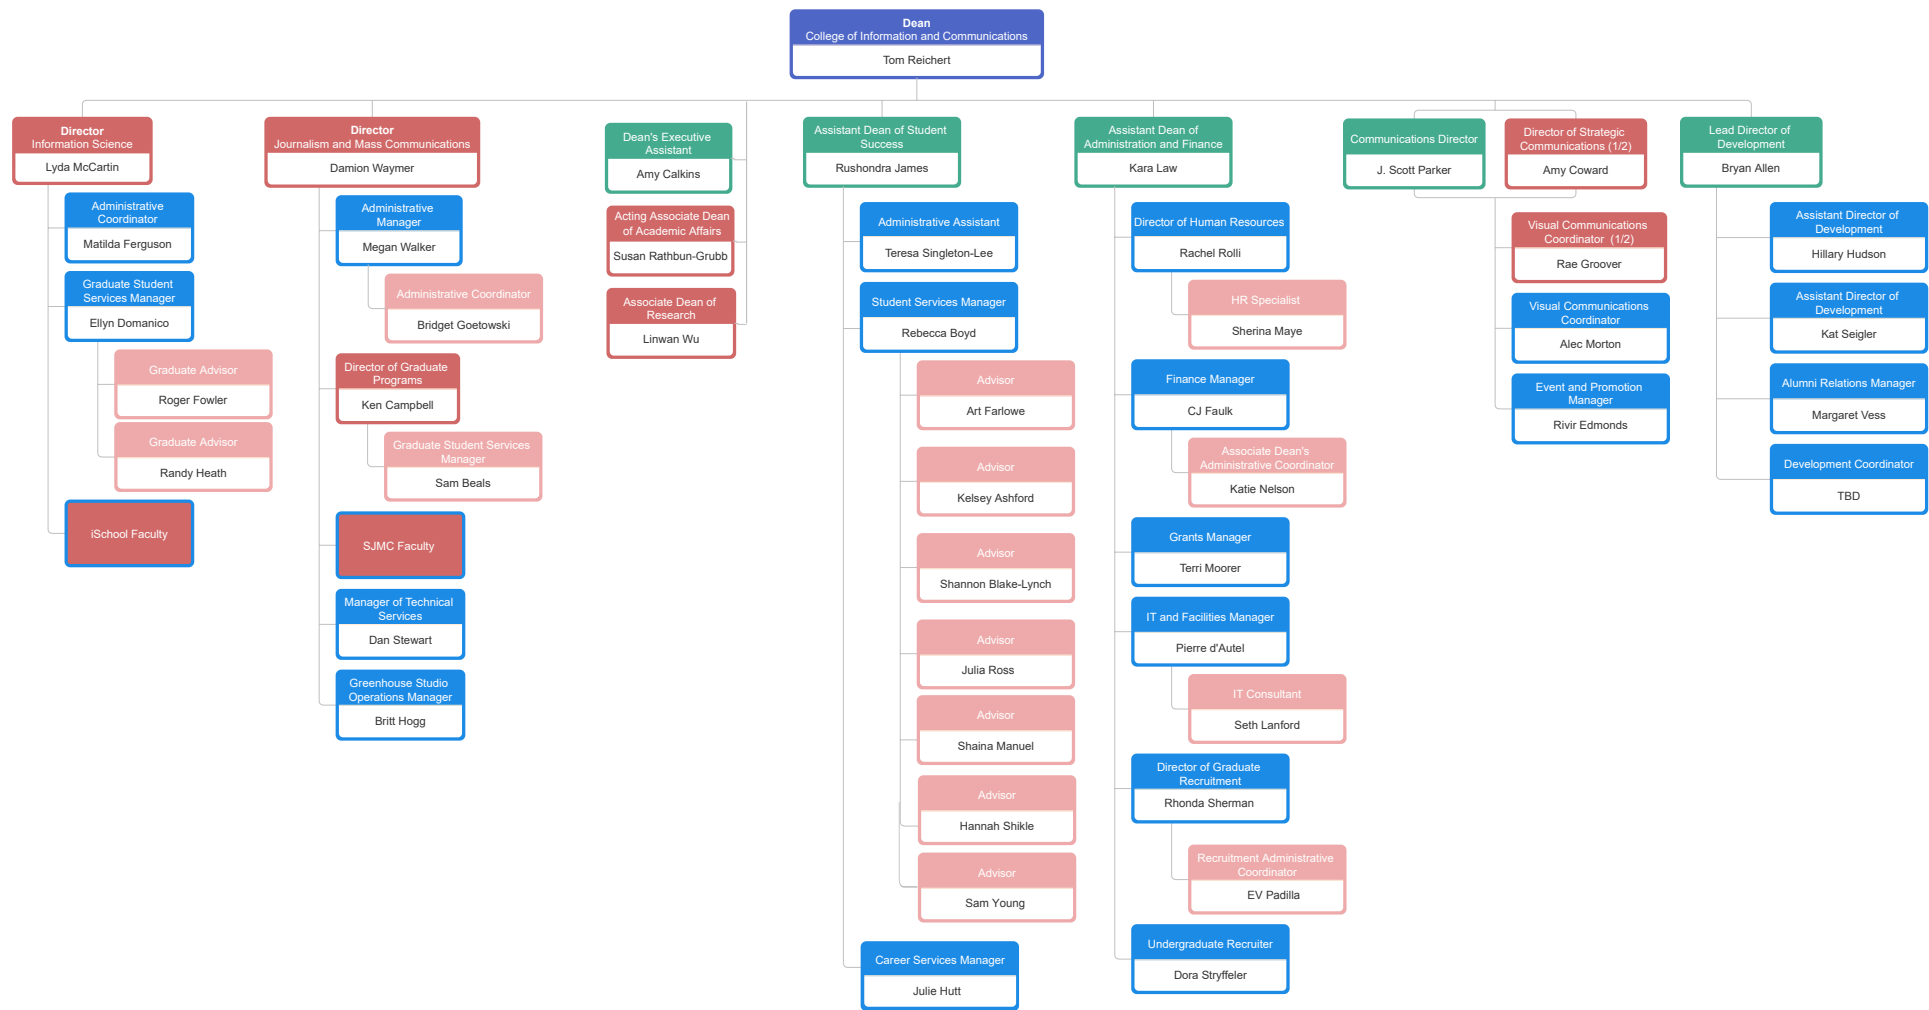 Dean
College of Information and Communications
Tom Reichert
Director
Information Science
Lyda McCartin
Administrative
Coordinator
Matilda Ferguson
Graduate Student
Services Manager
Ellyn Domanico
Graduate Advisor
Roger Fowler
Graduate Advisor
Randy Heath
iSchool Faculty
Director
Journalism and Mass Communications
Damion Waymer
Administrative
Manager
Megan Walker
Administrative Coordinator
Bridget Goetowski
Director of Graduate
Programs
Ken Campbell
Graduate Student Services
Manager
Sam Beals
SJMC Faculty
Manager of Technical
Services
Dan Stewart
Greenhouse Studio
Operations Manager
Britt Hogg
Dean's Executive
Assistant
Amy Calkins
Acting Associate Dean
of Academic Affairs
Susan Rathbun-Grubb
Associate Dean of
Research
Linwan Wu
Assistant Dean of Student
Success
Rushondra James
Administrative Assistant
Teresa Singleton-Lee
Student Services Manager
Rebecca Boyd
Advisor
Art Farlowe
Advisor
Kelsey Ashford
Advisor
Shannon Blake-Lynch
Advisor
Julia Ross
Advisor
Shaina Manuel
Advisor
Hannah Shikle
Advisor
Sam Young
Career Services Manager
Julie Hutt
Assistant Dean of
Administration and Finance
Kara Law
Director of Human Resources
Rachel Rolli
HR Specialist
Sherina Maye
Finance Manager
CJ Faulk
Associate Dean's
Administrative Coordinator
Katie Nelson
Grants Manager
Terri Moorer
IT and Facilities Manager
Pierre d'Autel
IT Consultant
Seth Lanford
Director of Graduate
Recruitment
Rhonda Sherman
Recruitment Administrative
Coordinator
EV Padilla
Undergraduate Recruiter
Dora Stryffeler
Communications Director
J. Scott Parker
Director of Strategic
Communications (1/2)
Amy Coward
Visual Communications
Coordinator (1/2)
Rae Groover
Visual Communications
Coordinator
Alec Morton
Event and Promotion
Manager
Rivir Edmonds
Lead Director of
Development
Bryan Allen
Assistant Director of
Development
Hillary Hudson
Assistant Director of
Development
Kat Seigler
Alumni Relations Manager
Margaret Vess
Development Coordinator
TBD